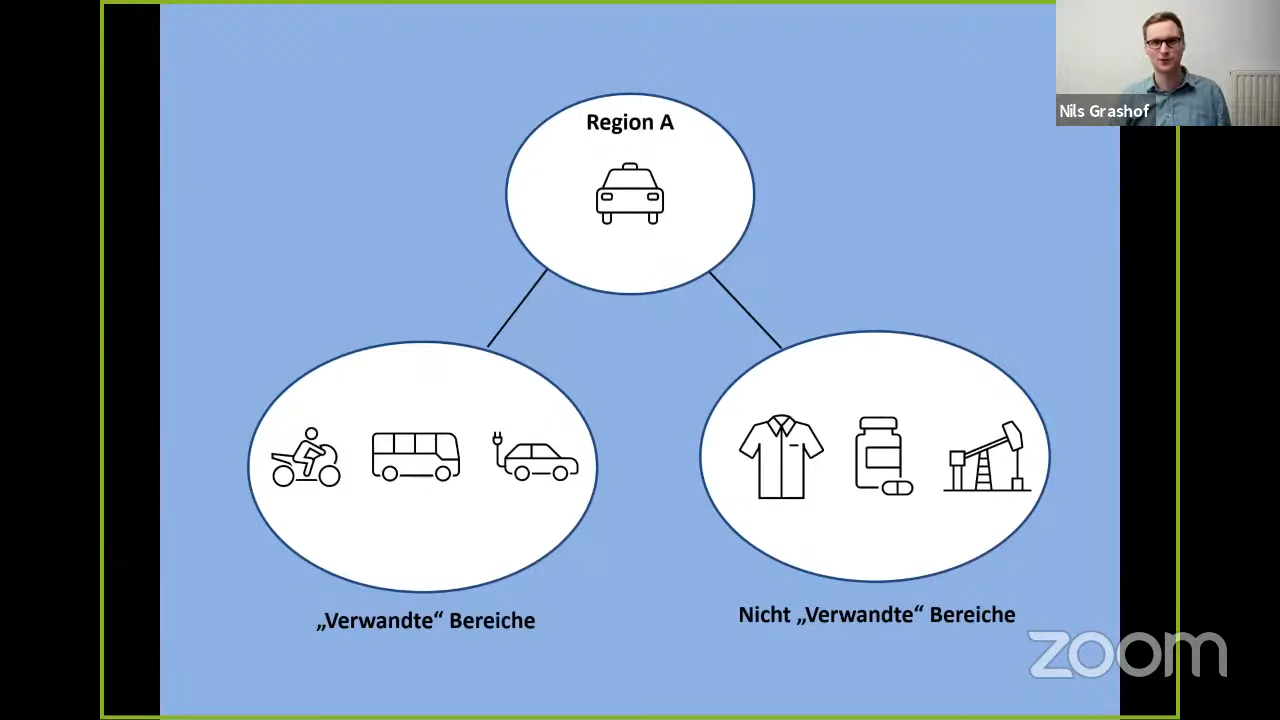 Nils Grashof
Region A
„Verwandte“ Bereiche
Nicht „Verwandte“ Bereiche
zoom